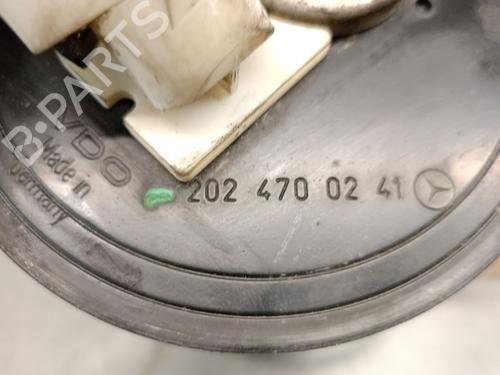 B-PARTS
VDO
Made in
Germany
202 470 02 41